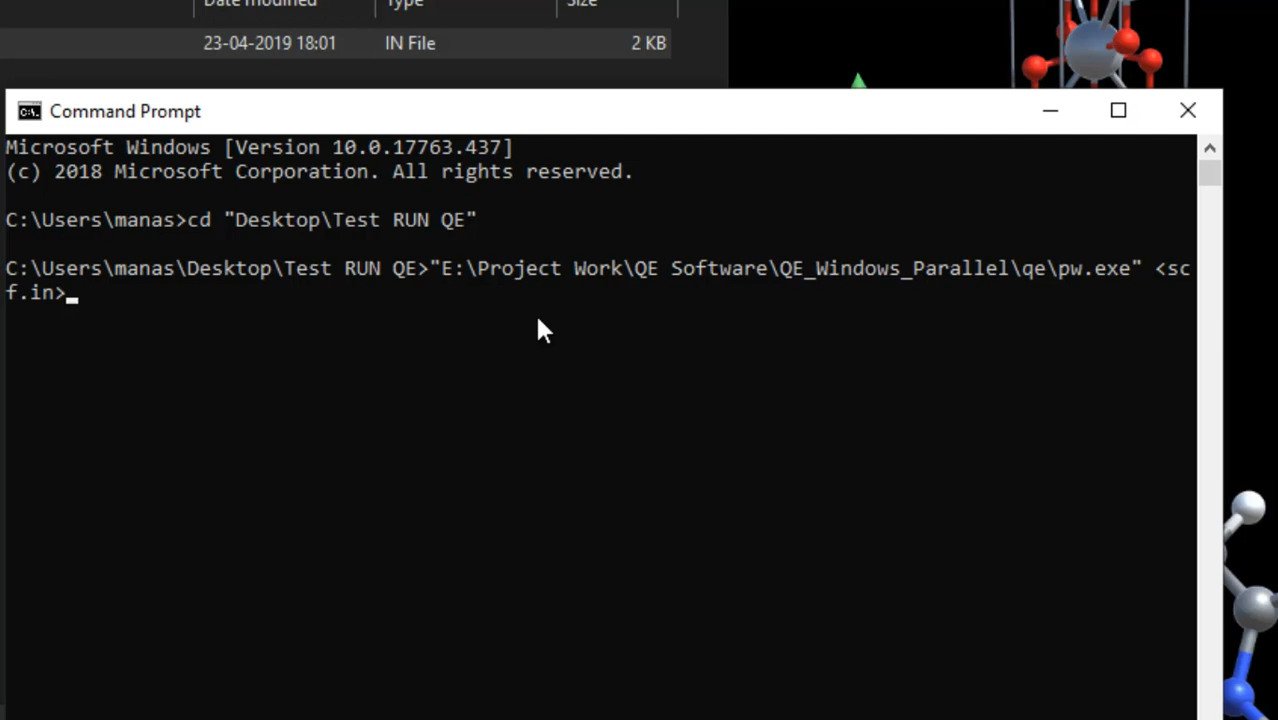 Date modified Type Size
23-04-2019 18:01 IN File 2 KB
Command Prompt
Microsoft Windows [Version 10.0.17763.437]
(c) 2018 Microsoft Corporation. All rights reserved.
C:\Users\manas>cd "Desktop\Test RUN QE"
C:\Users\manas\Desktop\Test RUN QE>"E:\Project Work\QE Software\QE_Windows_Parallel\qe\pw.exe" <sc
f.in>